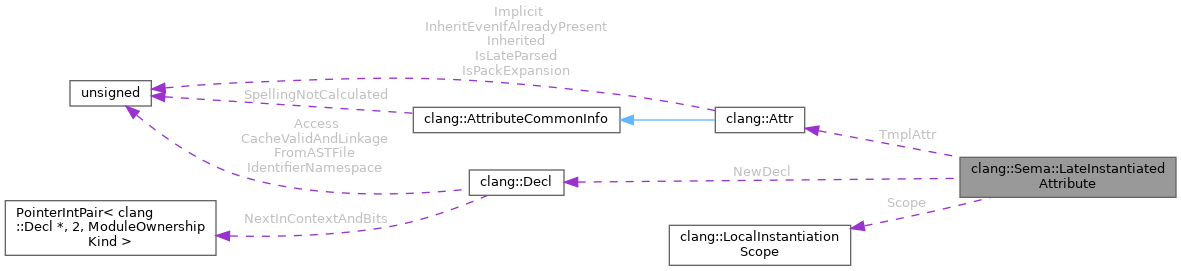 Implicit
InheritEvenIfAlreadyPresent
Inherited
IsLateParsed
IsPackExpansion
unsigned
SpellingNotCalculated
clang::AttributeCommonInfo
clang::Attr
Access
CacheValidAndLinkage
FromASTFile
IdentifierNamespace
TmplAttr
clang::Decl
NewDecl
clang::Sema::LateInstantiated
Attribute
PointerIntPair< clang
::Decl *, 2, ModuleOwnership
Kind >
NextInContextAndBits
Scope
clang::LocalInstantiation
Scope